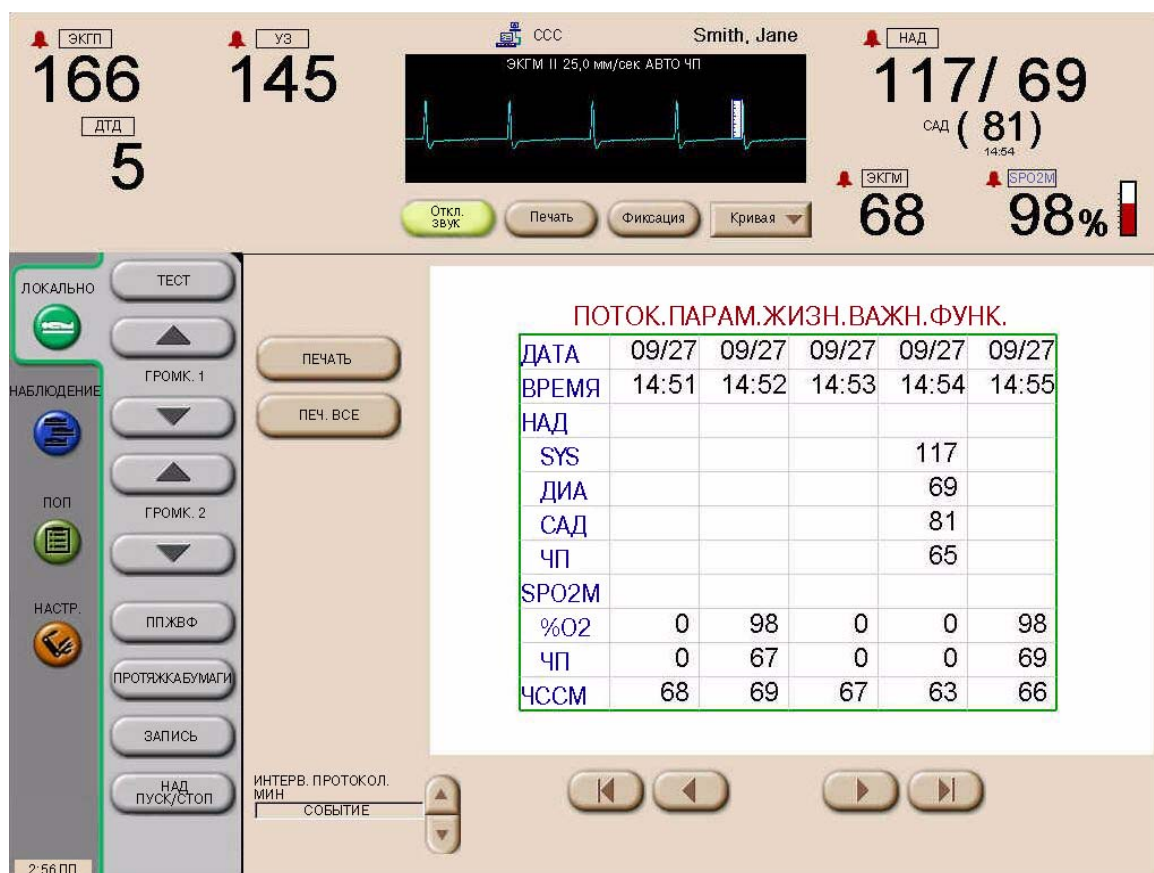 ЭКГП
166
ДТД
5
УЗ
145
CCC
Smith, Jane
ЭКГМ II 25,0 мм/сек АВТО ЧП
Откл. звук
Печать
Фиксация
Кривая
НАД
117/ 69
САД (81)
14:54
ЭКГМ
68
SPO2M
98%
ЛОКАЛЬНО
НАБЛЮДЕНИЕ
ПОП
НАСТР.
2:56ПП
ТЕСТ
ГРОМК. 1
ГРОМК. 2
ППЖВФ
ПРОТЯЖКАБУМАГИ
ЗАПИСЬ
НАД
ПУСК/СТОП
ПЕЧАТЬ
ПЕЧ. ВСЕ
ПОТОК.ПАРАМ.ЖИЗН.ВАЖН.ФУНК.
ДАТА 09/27 09/27 09/27 09/27 09/27
ВРЕМЯ 14:51 14:52 14:53 14:54 14:55
НАД
SYS 117
ДИА 69
САД 81
ЧП 65
SPO2M
%O2 0 98 0 0 98
ЧП 0 67 0 0 69
ЧССМ 68 69 67 63 66
ИНТЕРВ. ПРОТОКОЛ.
МИН
СОБЫТИЕ